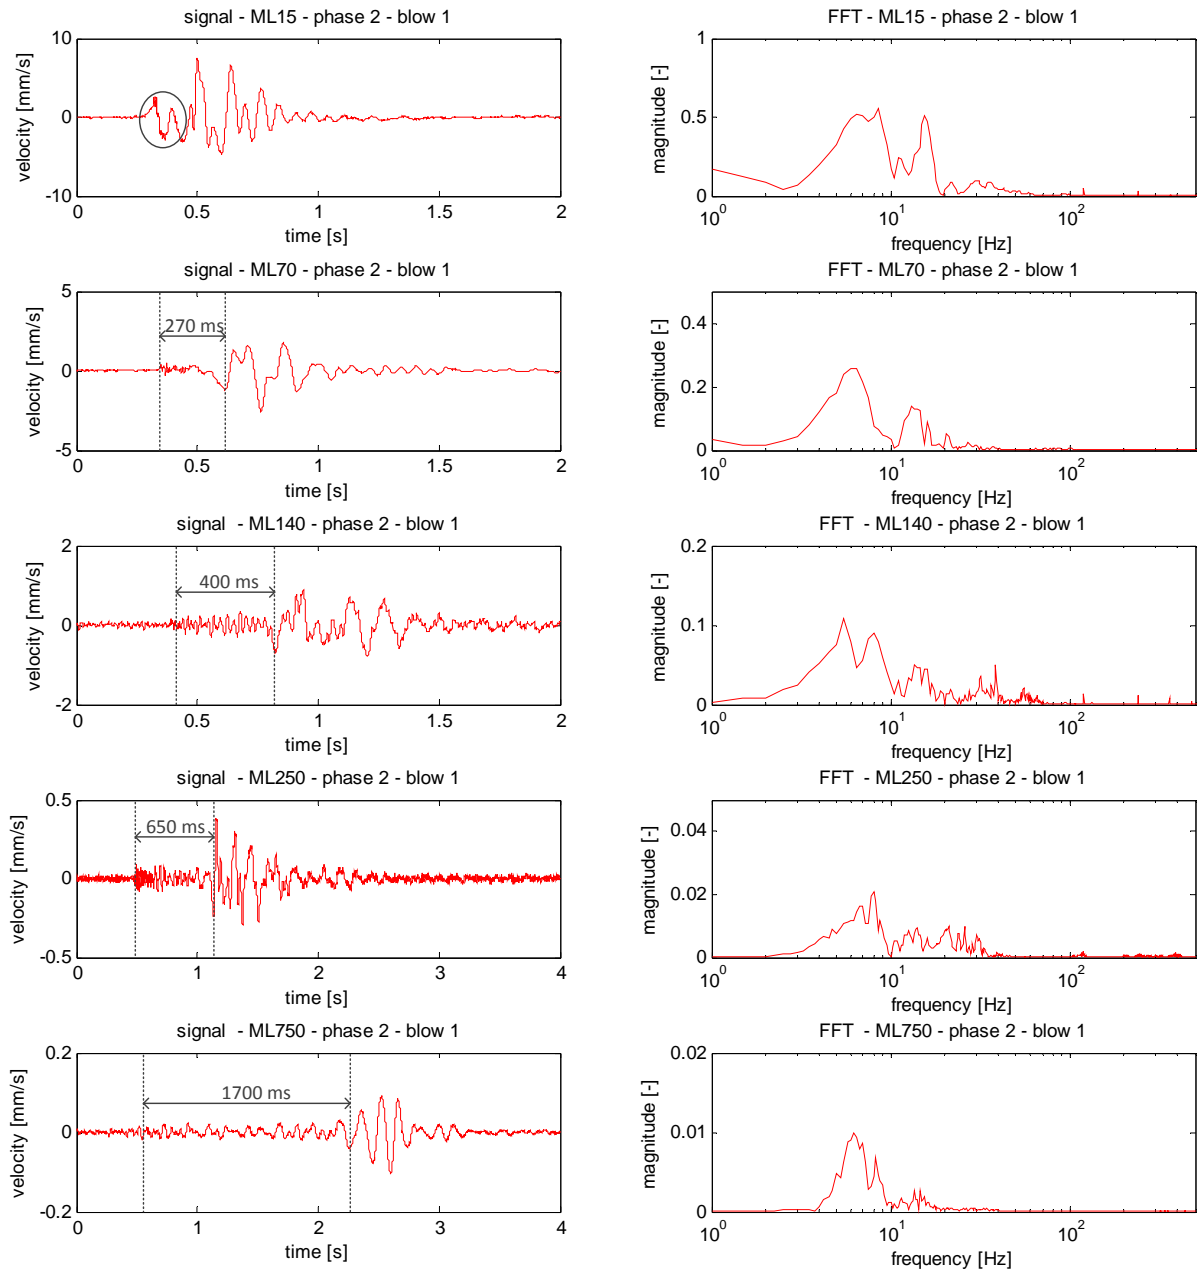 signal - ML15 - phase 2 - blow 1
10
0
-10
velocity [mm/s]
0 0.5 1 1.5 2
time [s]
FFT - ML15 - phase 2 - blow 1
1
0.5
0
magnitude [-]
10^0 10^1 10^2
frequency [Hz]
signal - ML70 - phase 2 - blow 1
5
0
-5
velocity [mm/s]
270 ms
0 0.5 1 1.5 2
time [s]
FFT - ML70 - phase 2 - blow 1
0.4
0.2
0
magnitude [-]
10^0 10^1 10^2
frequency [Hz]
signal - ML140 - phase 2 - blow 1
2
0
-2
velocity [mm/s]
400 ms
0 0.5 1 1.5 2
time [s]
FFT - ML140 - phase 2 - blow 1
0.2
0.1
0
magnitude [-]
10^0 10^1 10^2
frequency [Hz]
signal - ML250 - phase 2 - blow 1
0.5
0
-0.5
velocity [mm/s]
650 ms
0 1 2 3 4
time [s]
FFT - ML250 - phase 2 - blow 1
0.04
0.02
0
magnitude [-]
10^0 10^1 10^2
frequency [Hz]
signal - ML750 - phase 2 - blow 1
0.2
0
-0.2
velocity [mm/s]
1700 ms
0 1 2 3 4
time [s]
FFT - ML750 - phase 2 - blow 1
0.02
0.01
0
magnitude [-]
10^0 10^1 10^2
frequency [Hz]